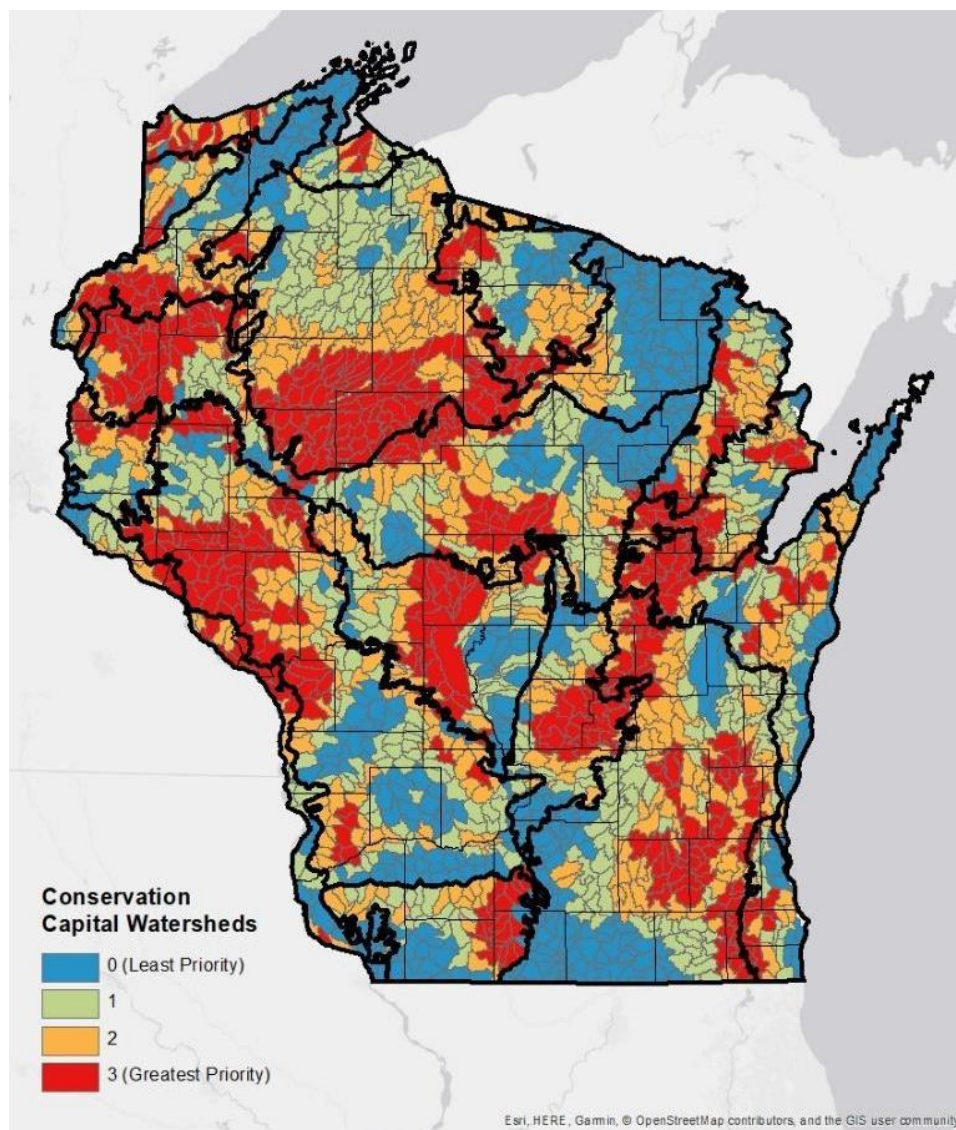 Conservation
Capital Watersheds
0 (Least Priority)
1
2
3 (Greatest Priority)
Esri, HERE, Garmin, © OpenStreetMap contributors, and the GIS user community